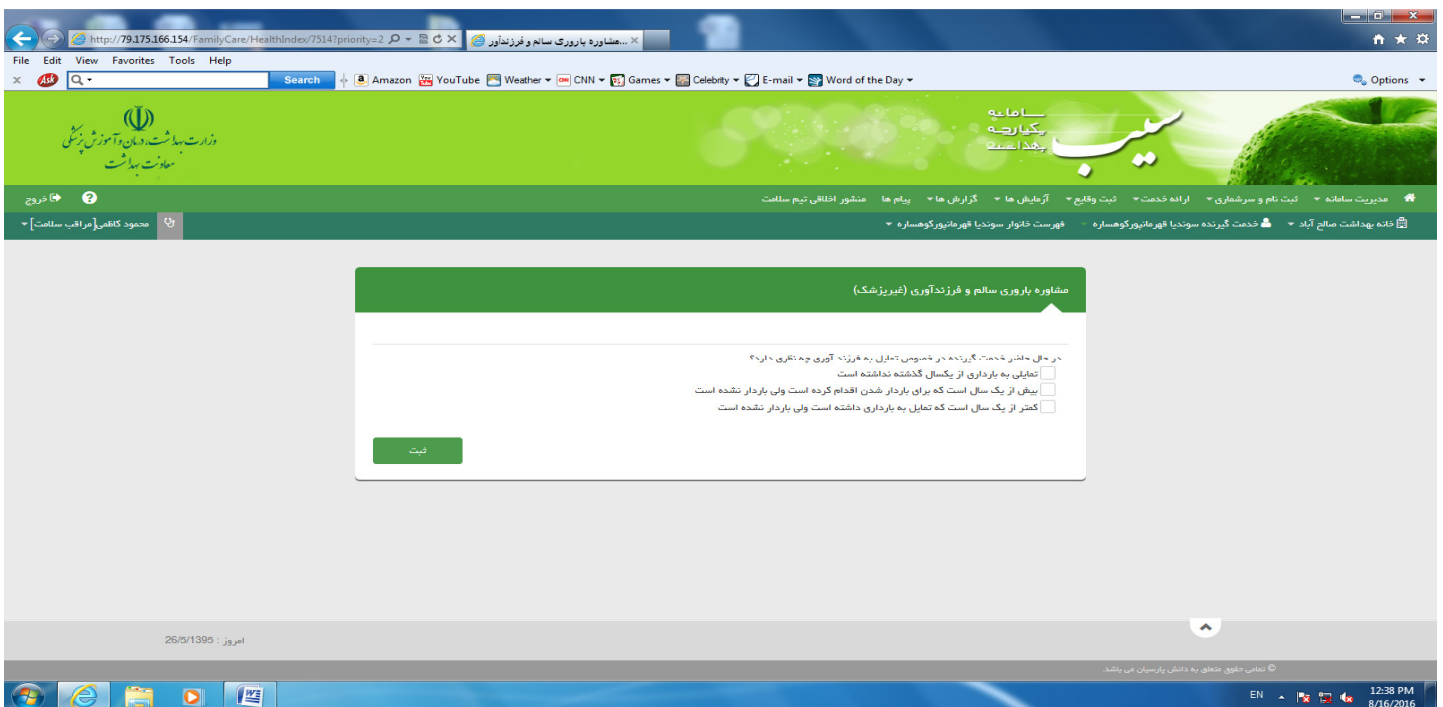 http://79.175.166.154/FamilyCare/HealthIndex/7514?priority=2
مشاوره باروری سالم و فرزندآور...
File Edit View Favorites Tools Help
Ask
Search
Amazon YouTube Weather CNN Games Celebrity E-mail Word of the Day
Options
وزارت بهداشت، درمان و آموزش پزشکی
معاونت بهداشت
سامانه
یکپارچه
بهداشت
سیب
مدیریت سامانه ثبت نام و سرشماری ارائه خدمت ثبت وقایع آزمایش ها گزارش ها پیام ها منشور اخلاقی تیم سلامت
خروج
خانه بهداشت صالح آباد خدمت گیرنده سوندیا قهرمانپورکوهساره فهرست خانوار سوندیا قهرمانپورکوهساره
محمود کاظمی[مراقب سلامت]
مشاوره باروری سالم و فرزندآوری (غیرپزشک)
در حال حاضر خدمت گیرنده در خصوص تمایل به فرزند آوری چه نظری دارد؟
تمایلی به بارداری از یکسال گذشته نداشته است
بیش از یک سال است که برای باردار شدن اقدام کرده است ولی باردار نشده است
کمتر از یک سال است که تمایل به بارداری داشته است ولی باردار نشده است
ثبت
امروز : 26/5/1395
© تمامی حقوق متعلق به دانش پارسیان می باشد.
EN
12:38 PM
8/16/2016